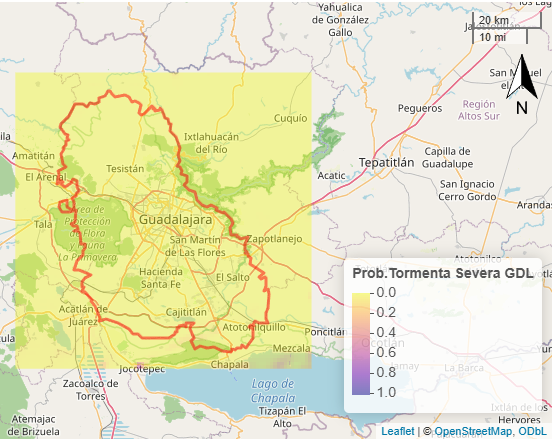 Yahualica
de González
Gallo
Jalostotitlán
20 km
10 mi
San Miguel
N
Cuquío
Pegueros
Región
Altos Sur
Ixtlahuacán
del Río
Amatitán
Tesistán
Tepatitlán
Capilla de
Guadalupe
El Arenal
Acatic
San Ignacio
Cerro Gordo
Arandas
Área de
Protección
de Flora
y Fauna
La Primavera
Guadalajara
Tala
San Martín
de Las Flores
Zapotlanejo
Atotonilco
Hacienda
Santa Fe
El Salto
Prob.Tormenta Severa GDL
0.0
0.2
0.4
0.6
0.8
1.0
Acatlán de
Juárez
Cajititlán
Atotonilquillo
Poncitlán
Ocotlán
Mezcala
Jocotepec
Chapala
La Barca
Zacoalco de
Torres
Lago de
Chapala
Tizapán El
Alto
Ixtlán de los
Hervores
Atemajac
de Brizuela
Leaflet | © OpenStreetMap, ODbL